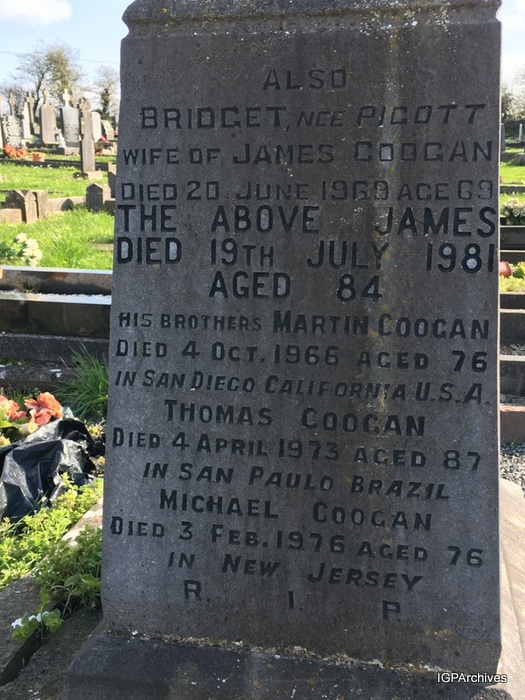 ALSO
BRIDGET, NEE PIGOTT
WIFE OF JAMES COOGAN
DIED 20 JUNE 1969 AGE 69
THE ABOVE JAMES
DIED 19TH JULY 1981
AGED 84
HIS BROTHERS MARTIN COOGAN
DIED 4 OCT. 1966 AGED 76
IN SAN DIEGO CALIFORNIA U.S.A.
THOMAS COOGAN
DIED 4 APRIL 1973 AGED 87
IN SAN PAULO BRAZIL
MICHAEL COOGAN
DIED 3 FEB. 1976 AGED 76
IN NEW JERSEY
R. I. P.
IGPArchives